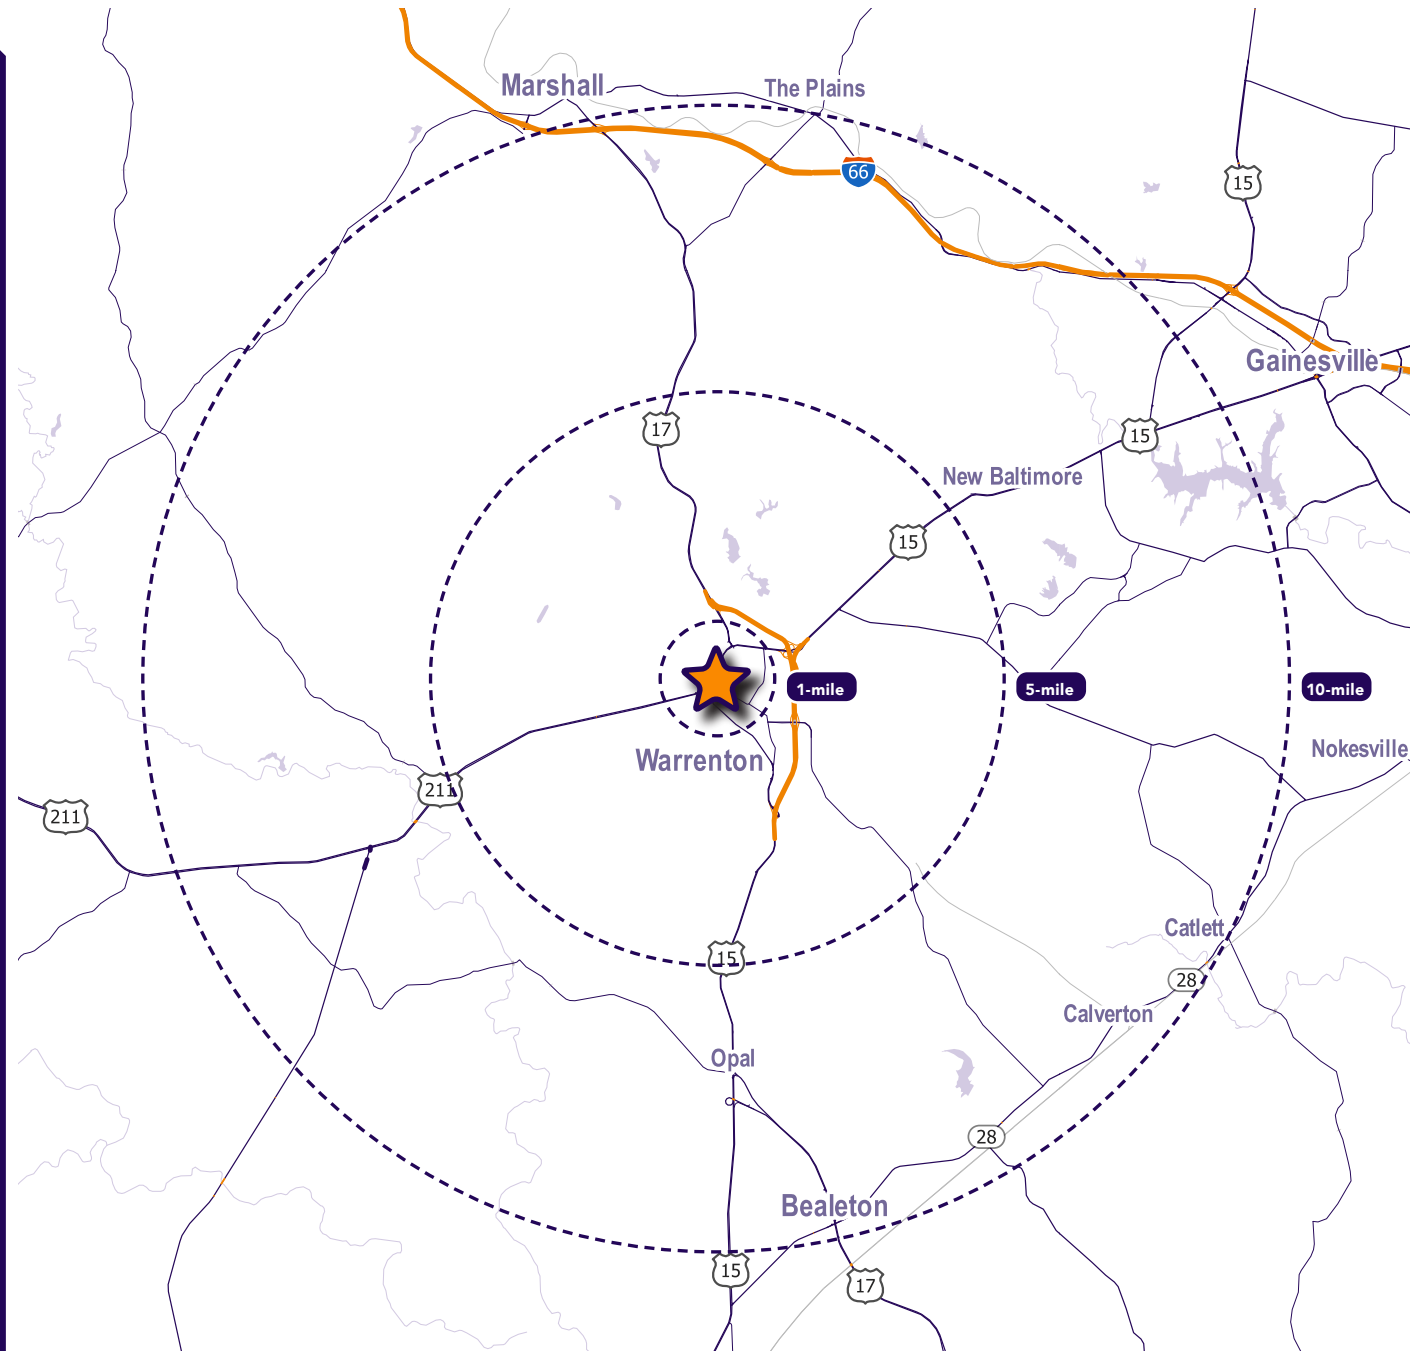 Marshall
The Plains
66
15
Gainesville
17
15
New Baltimore
15
1-mile
5-mile
10-mile
Nokesville
Warrenton
211
211
Catlett
15
28
Calverton
Opal
28
Bealeton
15
17